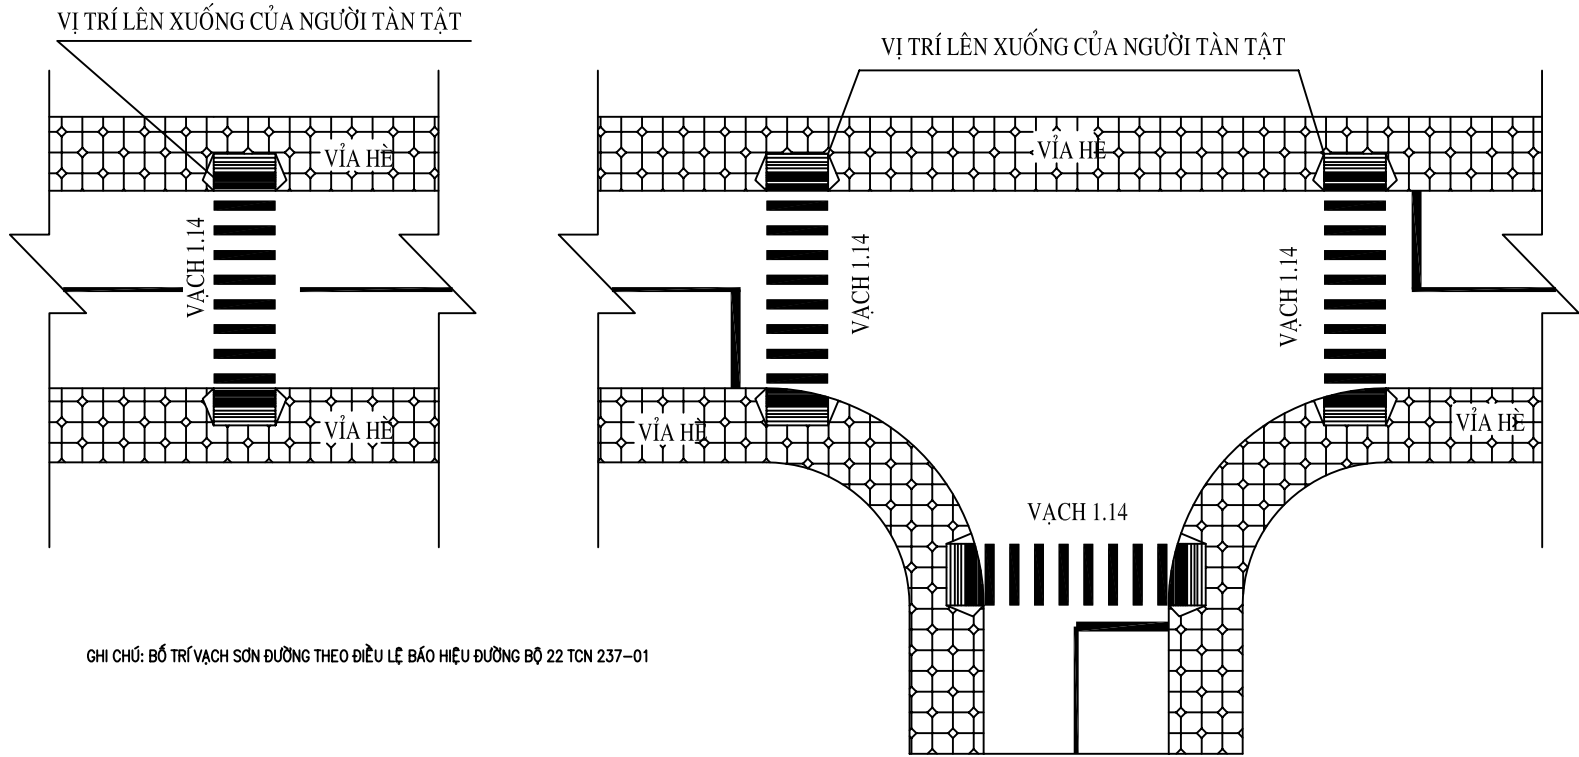 VỊ TRÍ LÊN XUỐNG CỦA NGƯỜI TÀN TẬT
VỊ TRÍ LÊN XUỐNG CỦA NGƯỜI TÀN TẬT
VỈA HÈ
VỈA HÈ
VẠCH 1.14
VẠCH 1.14
VẠCH 1.14
VỈA HÈ
VỈA HÈ
VỈA HÈ
VẠCH 1.14
GHI CHÚ: BỐ TRÍ VẠCH SƠN ĐƯỜNG THEO ĐIỀU LỆ BÁO HIỆU ĐƯỜNG BỘ 22 TCN 237-01